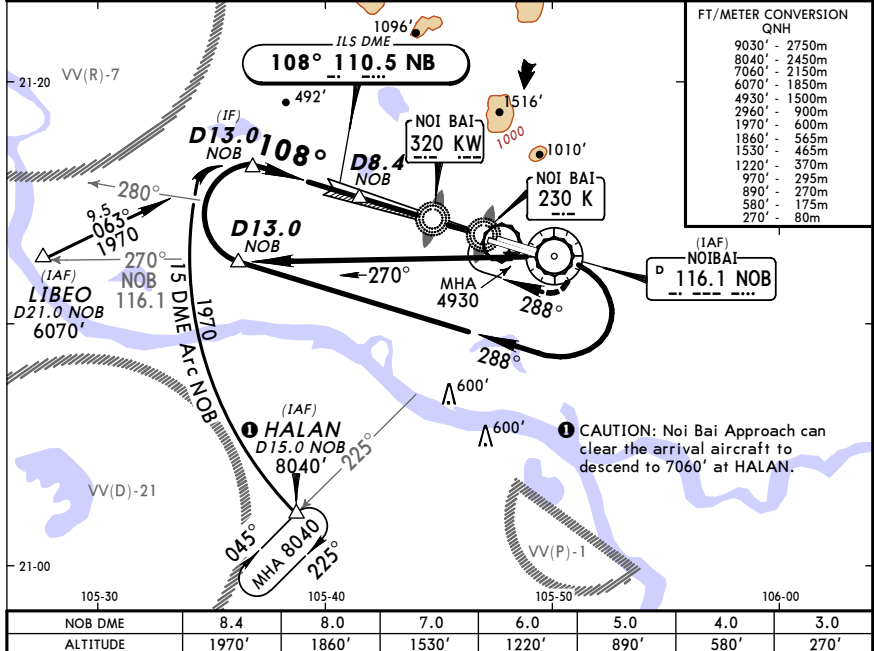 FT/METER CONVERSION
QNH
9030' - 2750m
8040' - 2450m
7060' - 2150m
6070' - 1850m
4930' - 1500m
2960' - 900m
1970' - 600m
1860' - 565m
1530' - 465m
1220' - 370m
970' - 295m
890' - 270m
580' - 175m
270' - 80m
1096'
ILS DME
108° 110.5 NB
21-20
VV(R)-7
492'
1516'
1000
1010'
NOI BAI
320 KW
NOI BAI
230 K
(IF)
D13.0
NOB
108°
D8.4
NOB
280°
9.5
063°
1970
270°
NOB
116.1
(IAF)
LIBEO
D21.0 NOB
6070'
D13.0
NOB
270°
MHA
4930
288°
288°
(IAF)
NOIBAI
D 116.1 NOB
1970
15 DME Arc NOB
600'
600'
(IAF)
1 HALAN
D15.0 NOB
8040'
225°
1 CAUTION: Noi Bai Approach can
clear the arrival aircraft to
descend to 7060' at HALAN.
VV(D)-21
VV(P)-1
045°
MHA 8040
225°
21-00
105-30 105-40 105-50 106-00
NOB DME 8.4 8.0 7.0 6.0 5.0 4.0 3.0
ALTITUDE 1970' 1860' 1530' 1220' 890' 580' 270'